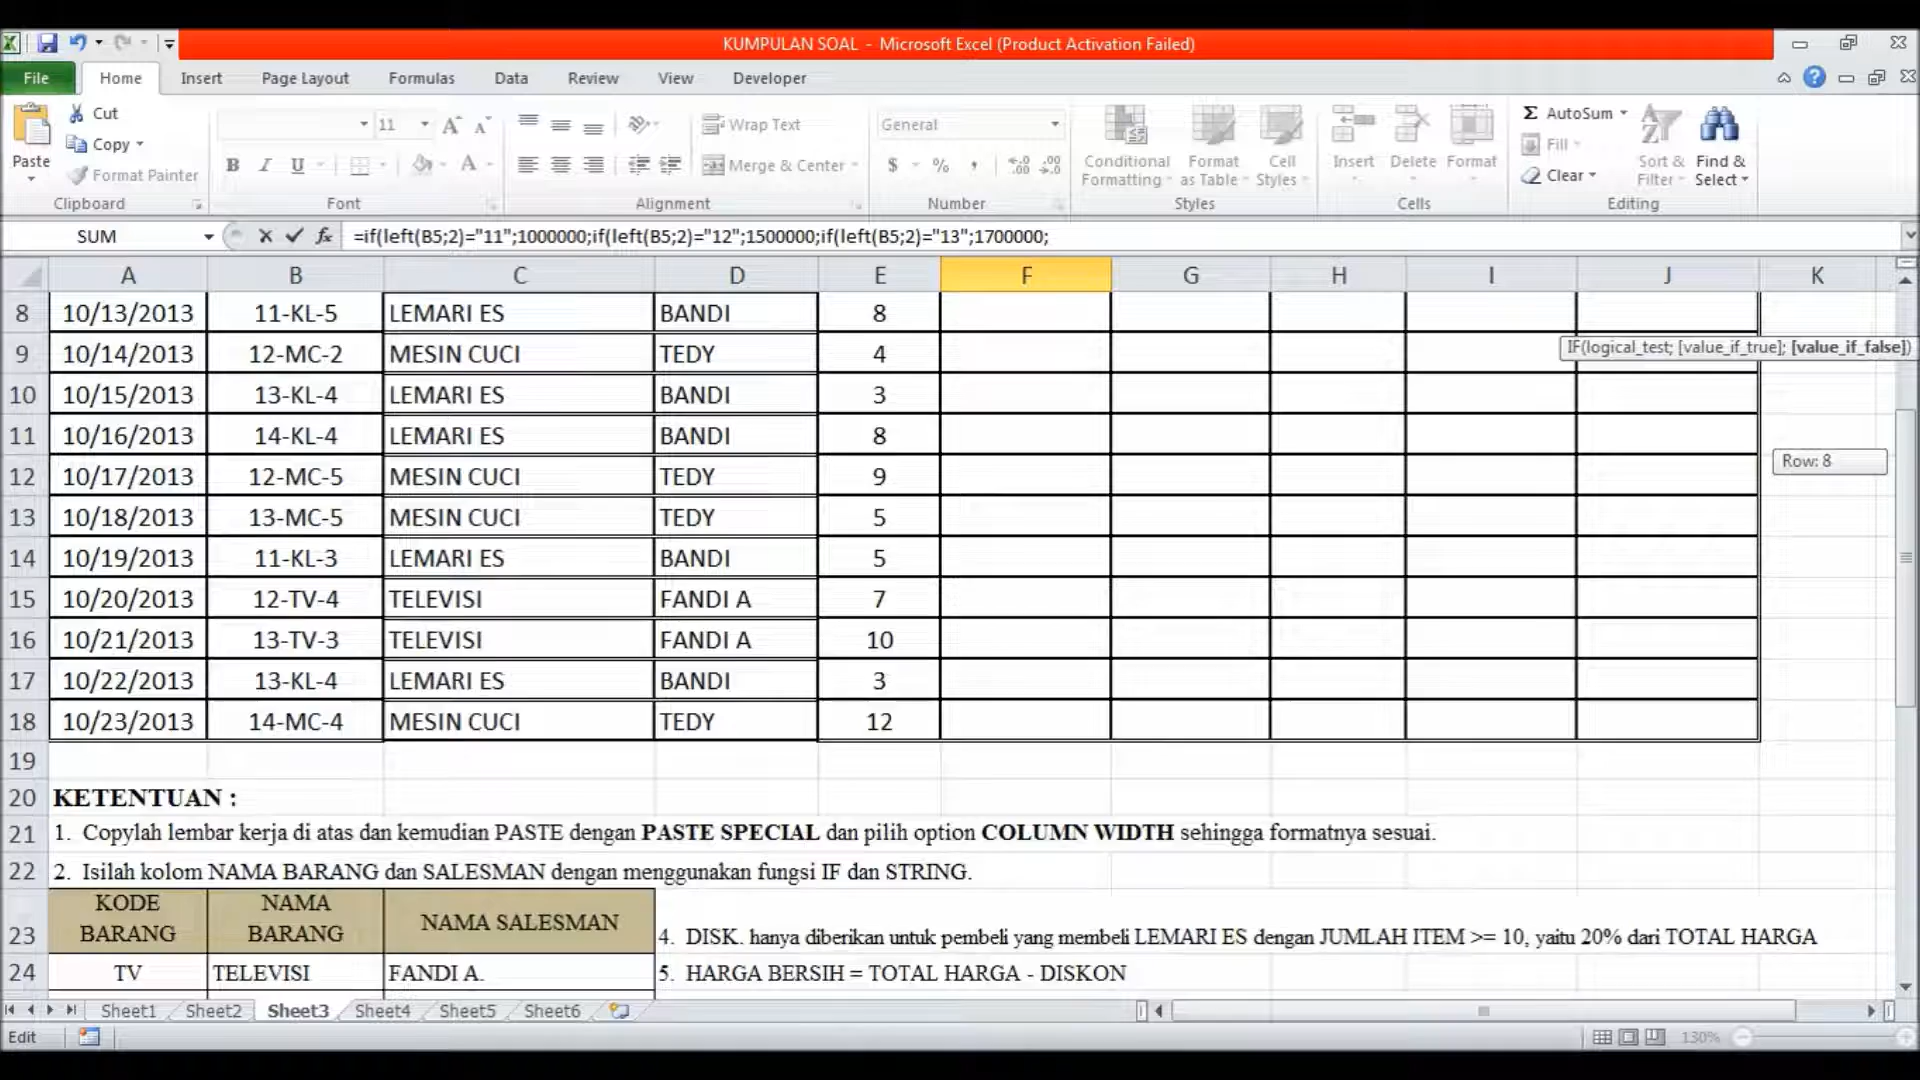 KUMPULAN SOAL - Microsoft Excel (Product Activation Failed)
File Home Insert Page Layout Formulas Data Review View Developer
Paste
Cut
Copy
Format Painter
Clipboard
11
Font
Wrap Text
Merge & Center
Alignment
General
Number
Conditional Formatting
Format as Table
Cell Styles
Styles
Insert Delete Format
Cells
Σ AutoSum
Fill
Clear
Sort & Filter
Find & Select
Editing
SUM =if(left(B5;2)="11";1000000;if(left(B5;2)="12";1500000;if(left(B5;2)="13";1700000;
A B C D E F G H I J K
8 10/13/2013 11-KL-5 LEMARI ES BANDI 8
IF(logical_test; [value_if_true]; [value_if_false])
9 10/14/2013 12-MC-2 MESIN CUCI TEDY 4
10 10/15/2013 13-KL-4 LEMARI ES BANDI 3
11 10/16/2013 14-KL-4 LEMARI ES BANDI 8
Row: 8
12 10/17/2013 12-MC-5 MESIN CUCI TEDY 9
13 10/18/2013 13-MC-5 MESIN CUCI TEDY 5
14 10/19/2013 11-KL-3 LEMARI ES BANDI 5
15 10/20/2013 12-TV-4 TELEVISI FANDI A 7
16 10/21/2013 13-TV-3 TELEVISI FANDI A 10
17 10/22/2013 13-KL-4 LEMARI ES BANDI 3
18 10/23/2013 14-MC-4 MESIN CUCI TEDY 12
19
20 KETENTUAN :
21 1. Copylah lembar kerja di atas dan kemudian PASTE dengan PASTE SPECIAL dan pilih option COLUMN WIDTH sehingga formatnya sesuai.
22 2. Isilah kolom NAMA BARANG dan SALESMAN dengan menggunakan fungsi IF dan STRING.
23 KODE BARANG NAMA BARANG NAMA SALESMAN 4. DISK. hanya diberikan untuk pembeli yang membeli LEMARI ES dengan JUMLAH ITEM >= 10, yaitu 20% dari TOTAL HARGA
24 TV TELEVISI FANDI A. 5. HARGA BERSIH = TOTAL HARGA - DISKON
Sheet1 Sheet2 Sheet3 Sheet4 Sheet5 Sheet6
Edit 130%